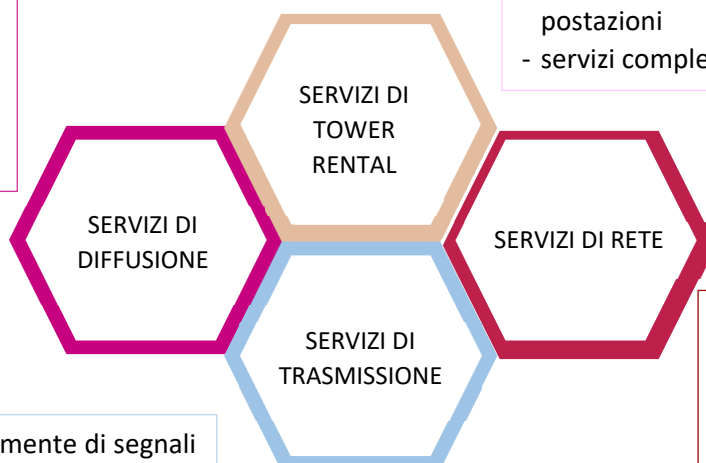 postazioni
- servizi comple
SERVIZI DI
TOWER
RENTAL
SERVIZI DI
DIFFUSIONE
SERVIZI DI RETE
SERVIZI DI
TRASMISSIONE
mente di segnali